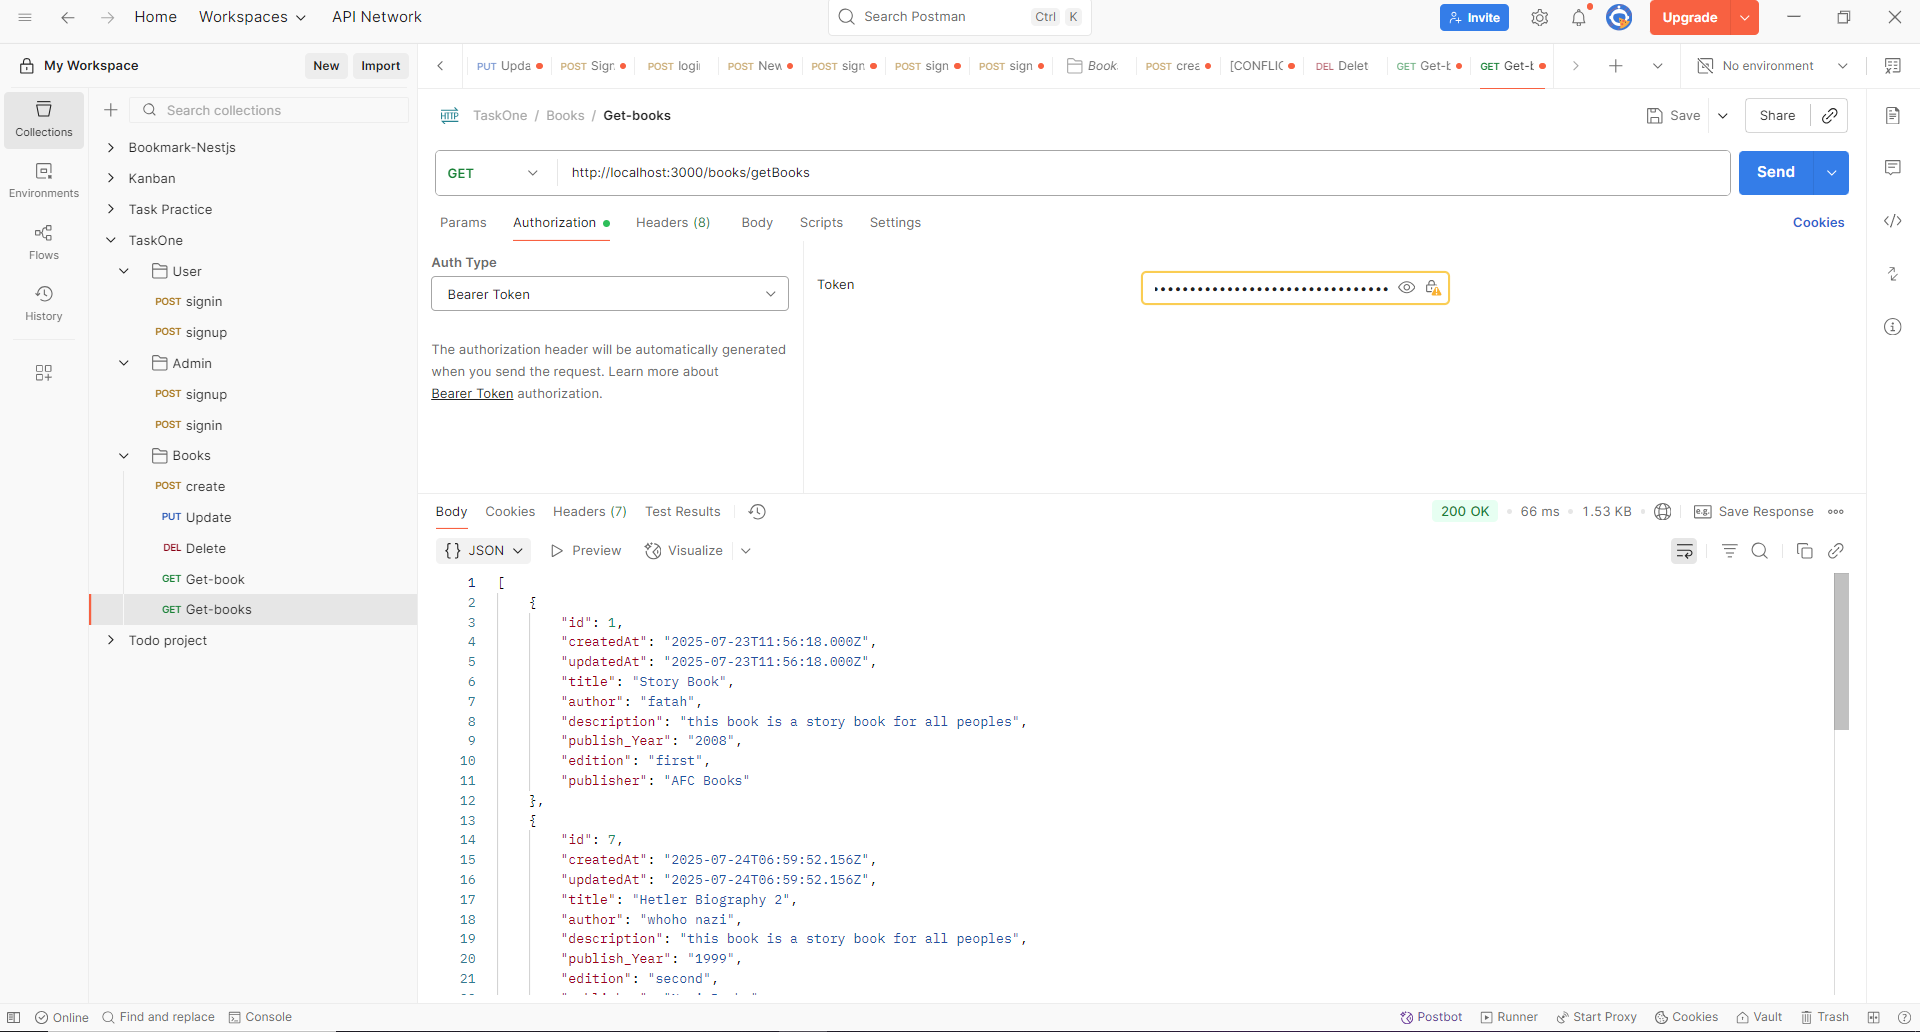 Home
Workspaces
API Network
Search Postman
Ctrl K
Invite
Upgrade
My Workspace
New
Import
PUT Upda
POST Sign
POST logi
POST New
POST sign
POST sign
POST sign
Book
POST crea
[CONFLIC
DEL Delet
GET Get-b
GET Get-b
No environment
Collections
Environments
Flows
History
Search collections
Bookmark-Nestjs
Kanban
Task Practice
TaskOne
User
POST signin
POST signup
Admin
POST signup
POST signin
Books
POST create
PUT Update
DEL Delete
GET Get-book
GET Get-books
Todo project
HTTP TaskOne / Books / Get-books
Save
Share
GET
http://localhost:3000/books/getBooks
Send
Params
Authorization
Headers (8)
Body
Scripts
Settings
Cookies
Auth Type
Bearer Token
The authorization header will be automatically generated
when you send the request. Learn more about
Bearer Token authorization.
Token
Body
Cookies
Headers (7)
Test Results
200 OK
66 ms
1.53 KB
e.g. Save Response
{} JSON
Preview
Visualize
1 [
2 {
3 "id": 1,
4 "createdAt": "2025-07-23T11:56:18.000Z",
5 "updatedAt": "2025-07-23T11:56:18.000Z",
6 "title": "Story Book",
7 "author": "fatah",
8 "description": "this book is a story book for all peoples",
9 "publish_Year": "2008",
10 "edition": "first",
11 "publisher": "AFC Books"
12 },
13 {
14 "id": 7,
15 "createdAt": "2025-07-24T06:59:52.156Z",
16 "updatedAt": "2025-07-24T06:59:52.156Z",
17 "title": "Hetler Biography 2",
18 "author": "whoho nazi",
19 "description": "this book is a story book for all peoples",
20 "publish_Year": "1999",
21 "edition": "second",
Online
Find and replace
Console
Postbot
Runner
Start Proxy
Cookies
Vault
Trash